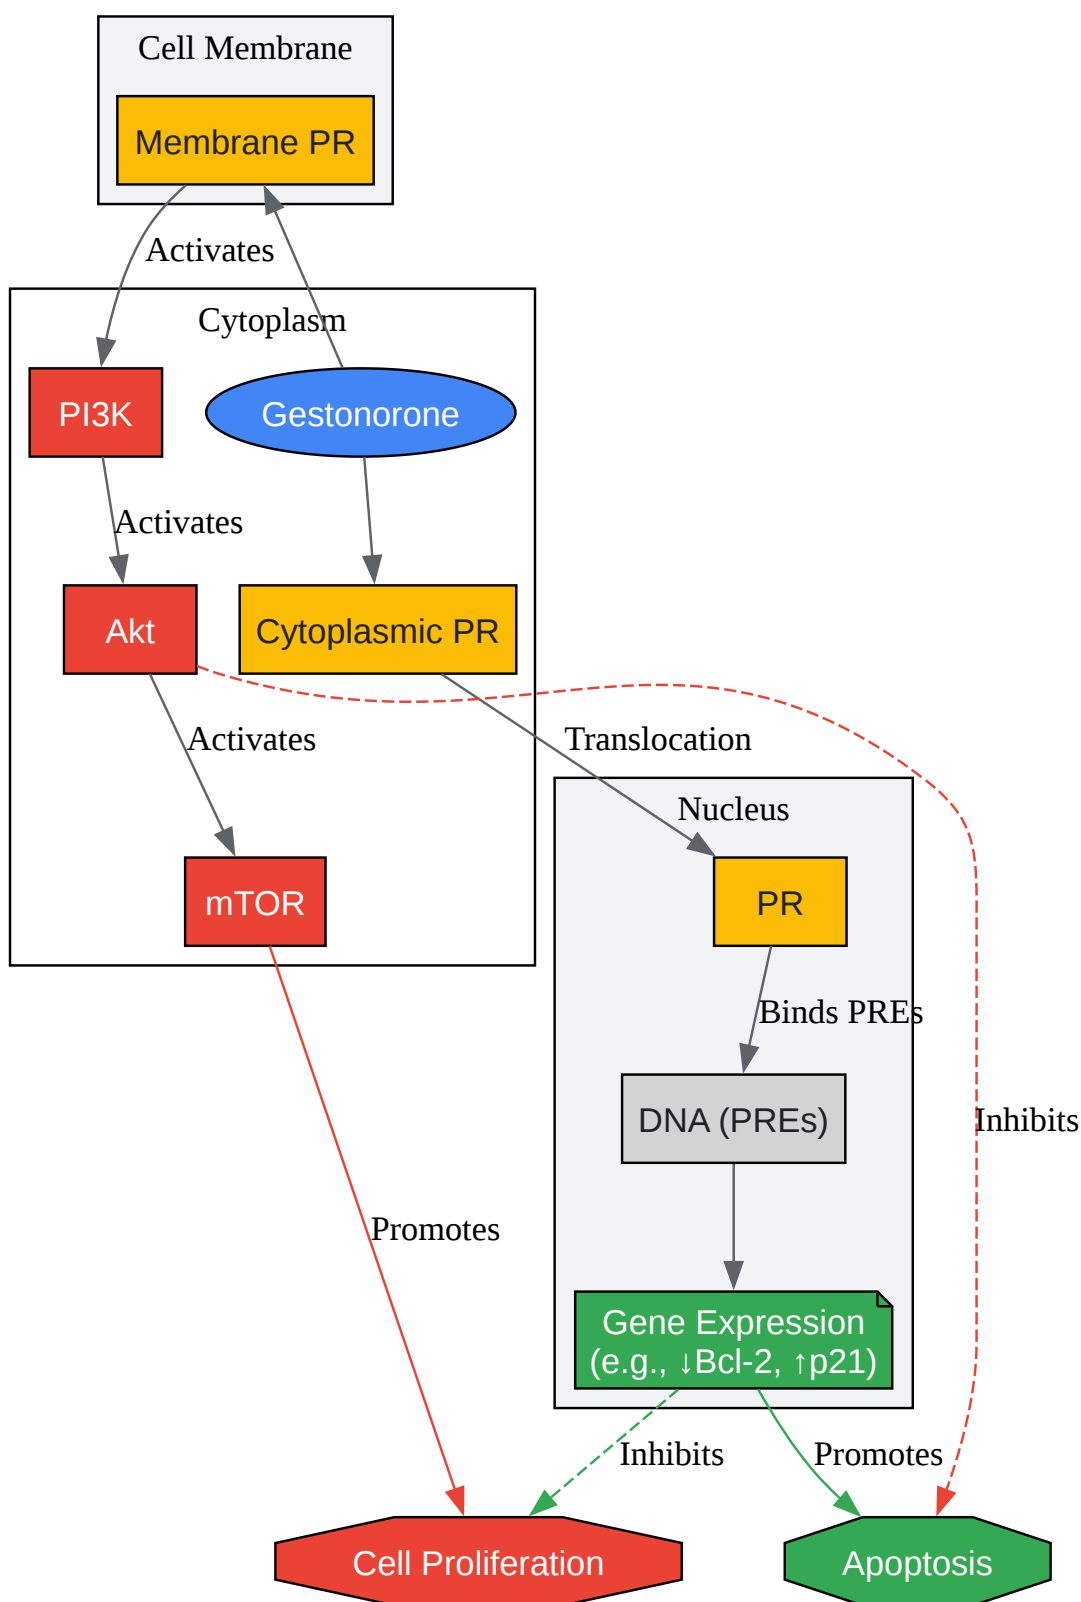 Cell Membrane
Membrane PR
Activates
Cytoplasm
PI3K
Gestonorone
Activates
Akt
Cytoplasmic PR
Activates
Translocation
Nucleus
mTOR
PR
Binds PREs
DNA (PREs)
Inhibits
Promotes
Gene Expression
(e.g., ↓Bcl-2, ↑p21)
Inhibits
Promotes
Cell Proliferation
Apoptosis